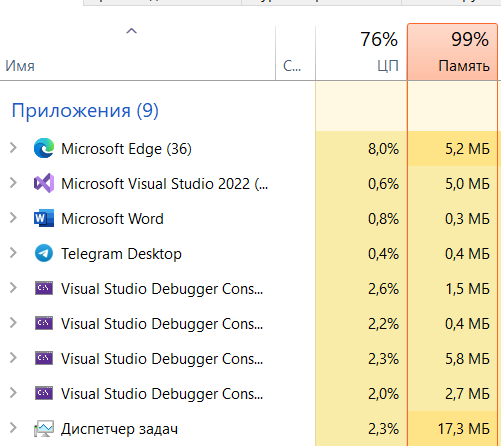 76% 99%
Имя С... ЦП Память
Приложения (9)
Microsoft Edge (36) 8,0% 5,2 МБ
Microsoft Visual Studio 2022 (... 0,6% 5,0 МБ
Microsoft Word 0,8% 0,3 МБ
Telegram Desktop 0,4% 0,4 МБ
Visual Studio Debugger Cons... 2,6% 1,5 МБ
Visual Studio Debugger Cons... 2,2% 0,4 МБ
Visual Studio Debugger Cons... 2,3% 5,8 МБ
Visual Studio Debugger Cons... 2,0% 2,7 МБ
Диспетчер задач 2,3% 17,3 МБ